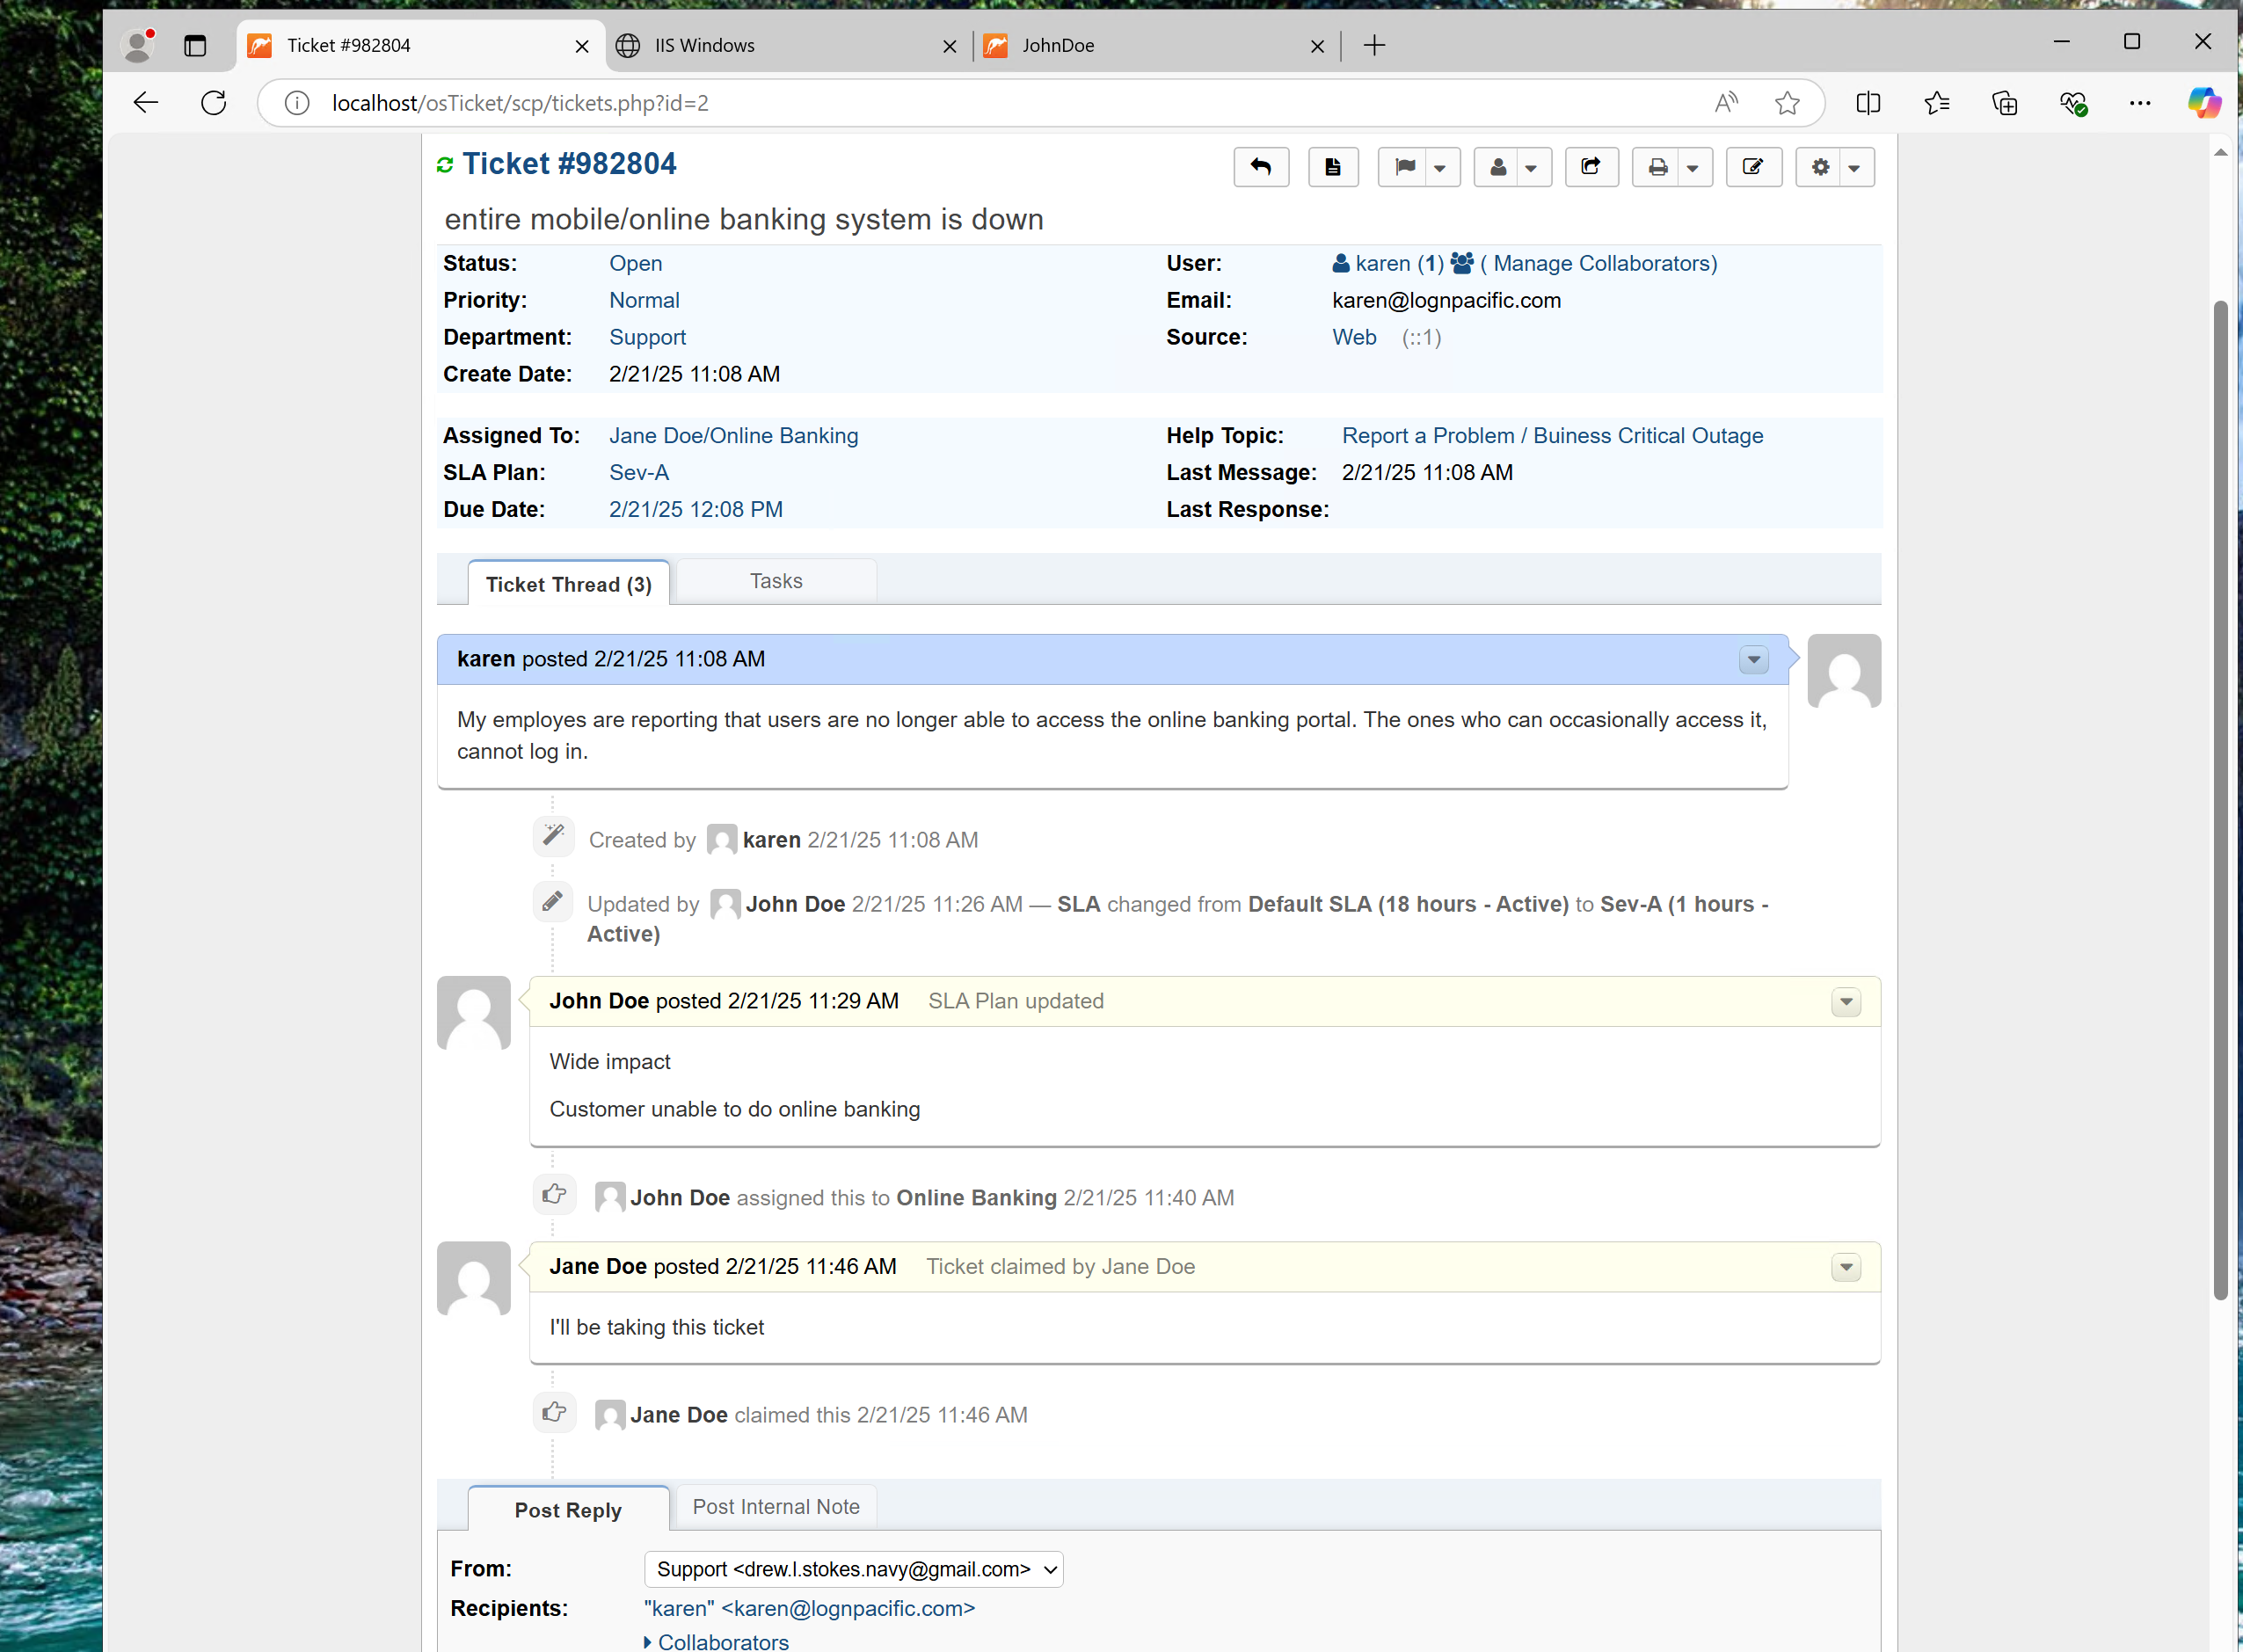 Ticket #982804
IIS Windows
JohnDoe
localhost/osTicket/scp/tickets.php?id=2
Ticket #982804
entire mobile/online banking system is down
Status: Open User: karen (1) ( Manage Collaborators)
Priority: Normal Email: karen@lognpacific.com
Department: Support Source: Web (::1)
Create Date: 2/21/25 11:08 AM
Assigned To: Jane Doe/Online Banking Help Topic: Report a Problem / Buiness Critical Outage
SLA Plan: Sev-A Last Message: 2/21/25 11:08 AM
Due Date: 2/21/25 12:08 PM Last Response:
Ticket Thread (3) Tasks
karen posted 2/21/25 11:08 AM
My employes are reporting that users are no longer able to access the online banking portal. The ones who can occasionally access it,
cannot log in.
Created by karen 2/21/25 11:08 AM
Updated by John Doe 2/21/25 11:26 AM — SLA changed from Default SLA (18 hours - Active) to Sev-A (1 hours -
Active)
John Doe posted 2/21/25 11:29 AM SLA Plan updated
Wide impact
Customer unable to do online banking
John Doe assigned this to Online Banking 2/21/25 11:40 AM
Jane Doe posted 2/21/25 11:46 AM Ticket claimed by Jane Doe
I'll be taking this ticket
Jane Doe claimed this 2/21/25 11:46 AM
Post Reply Post Internal Note
From: Support <drew.l.stokes.navy@gmail.com>
Recipients: "karen" <karen@lognpacific.com>
Collaborators